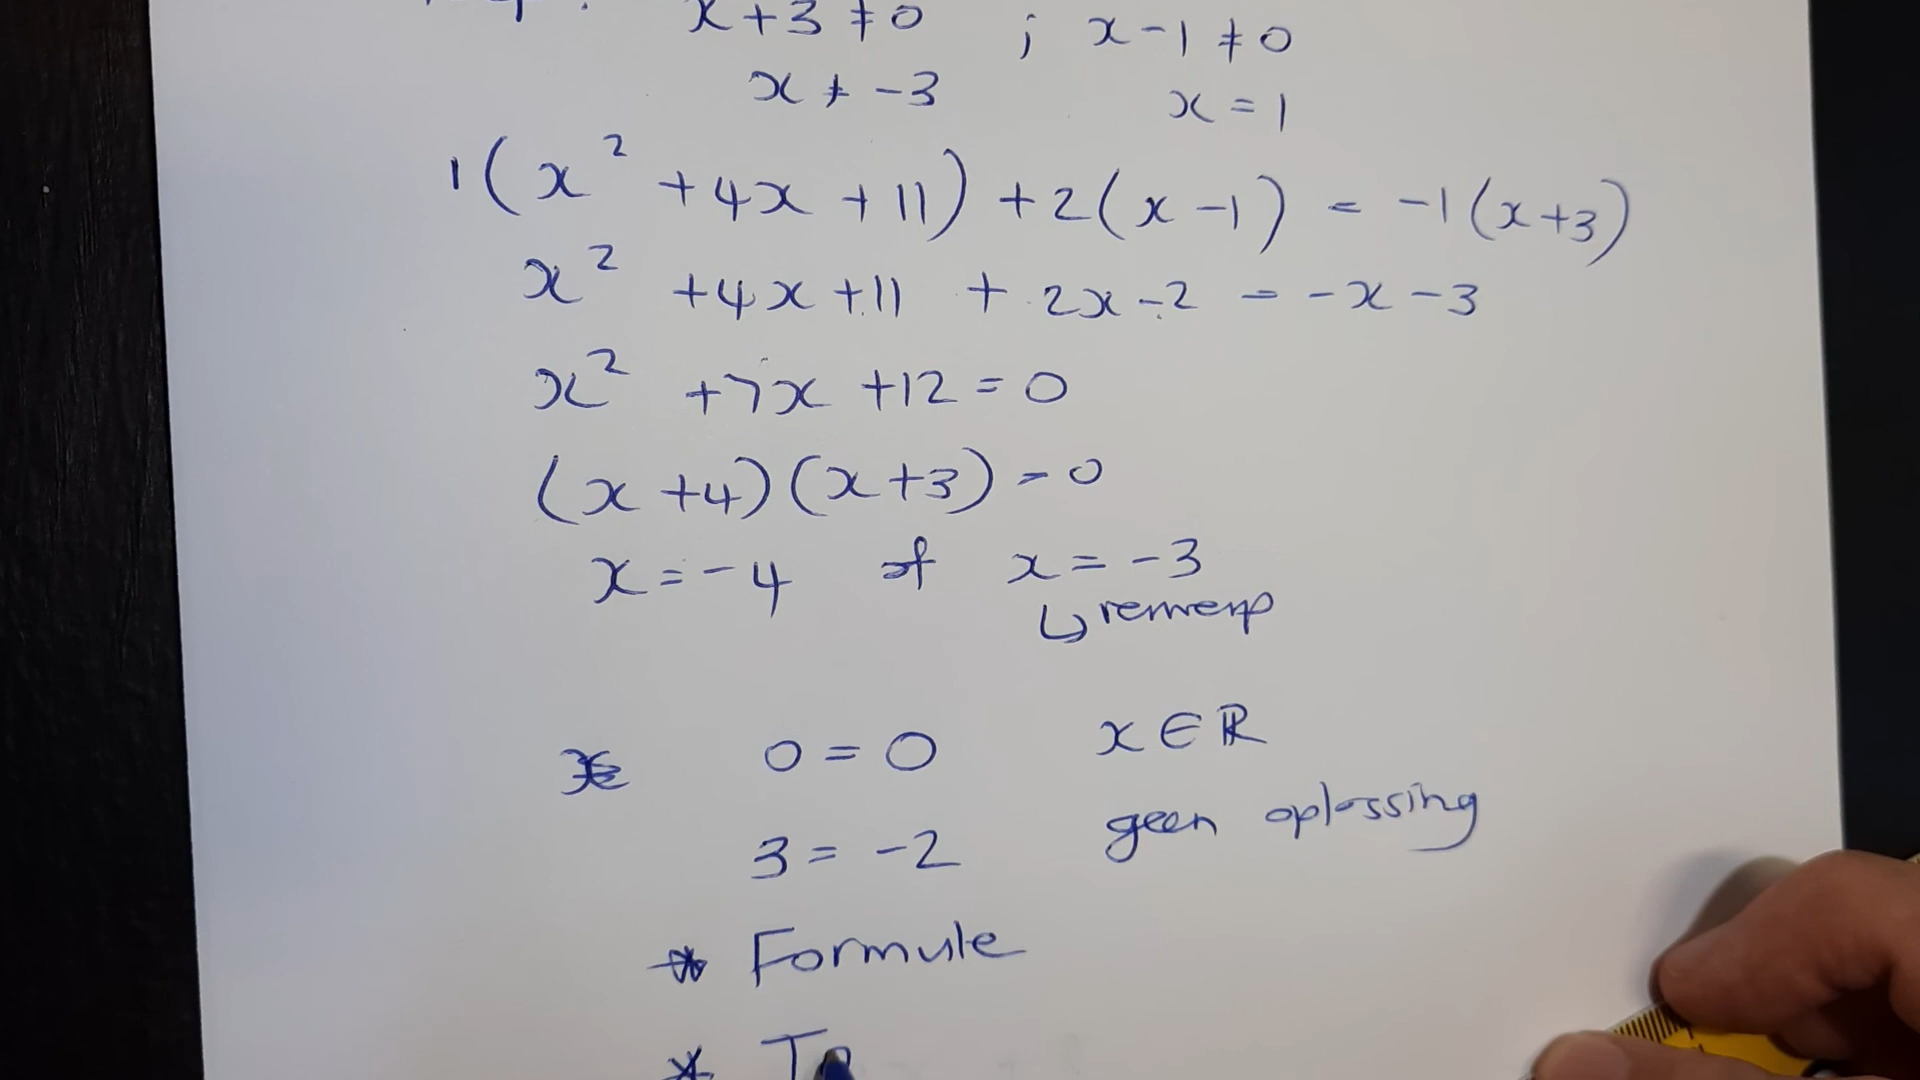 x+3 ≠ 0 ; x-1 ≠ 0
x ≠ -3 x = 1
1(x² +4x +11) +2(x -1) = -1(x+3)
x² +4x +11 + 2x -2 = -x -3
x² +7x +12 = 0
(x +4)(x +3) = 0
x = -4 of x = -3
↳
0 = 0 x ∈ ℝ
3 = -2 geen oplossing
* Formule
*